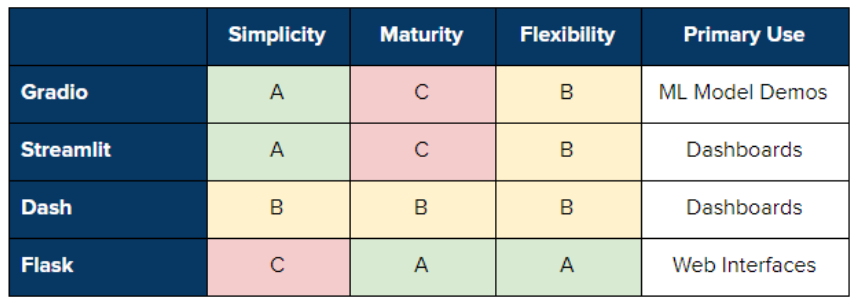 Simplicity Maturity Flexibility Primary Use
Gradio A C B ML Model Demos
Streamlit A C B Dashboards
Dash B B B Dashboards
Flask C A A Web Interfaces